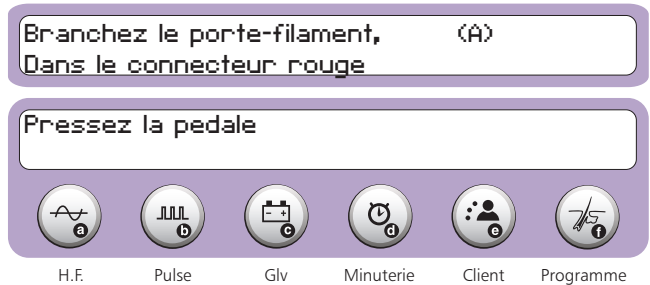 Branchez le porte-filament, (A)
Dans le connecteur rouge
Pressez la pedale
a b c d e f
H.F. Pulse Glv Minuterie Client Programme